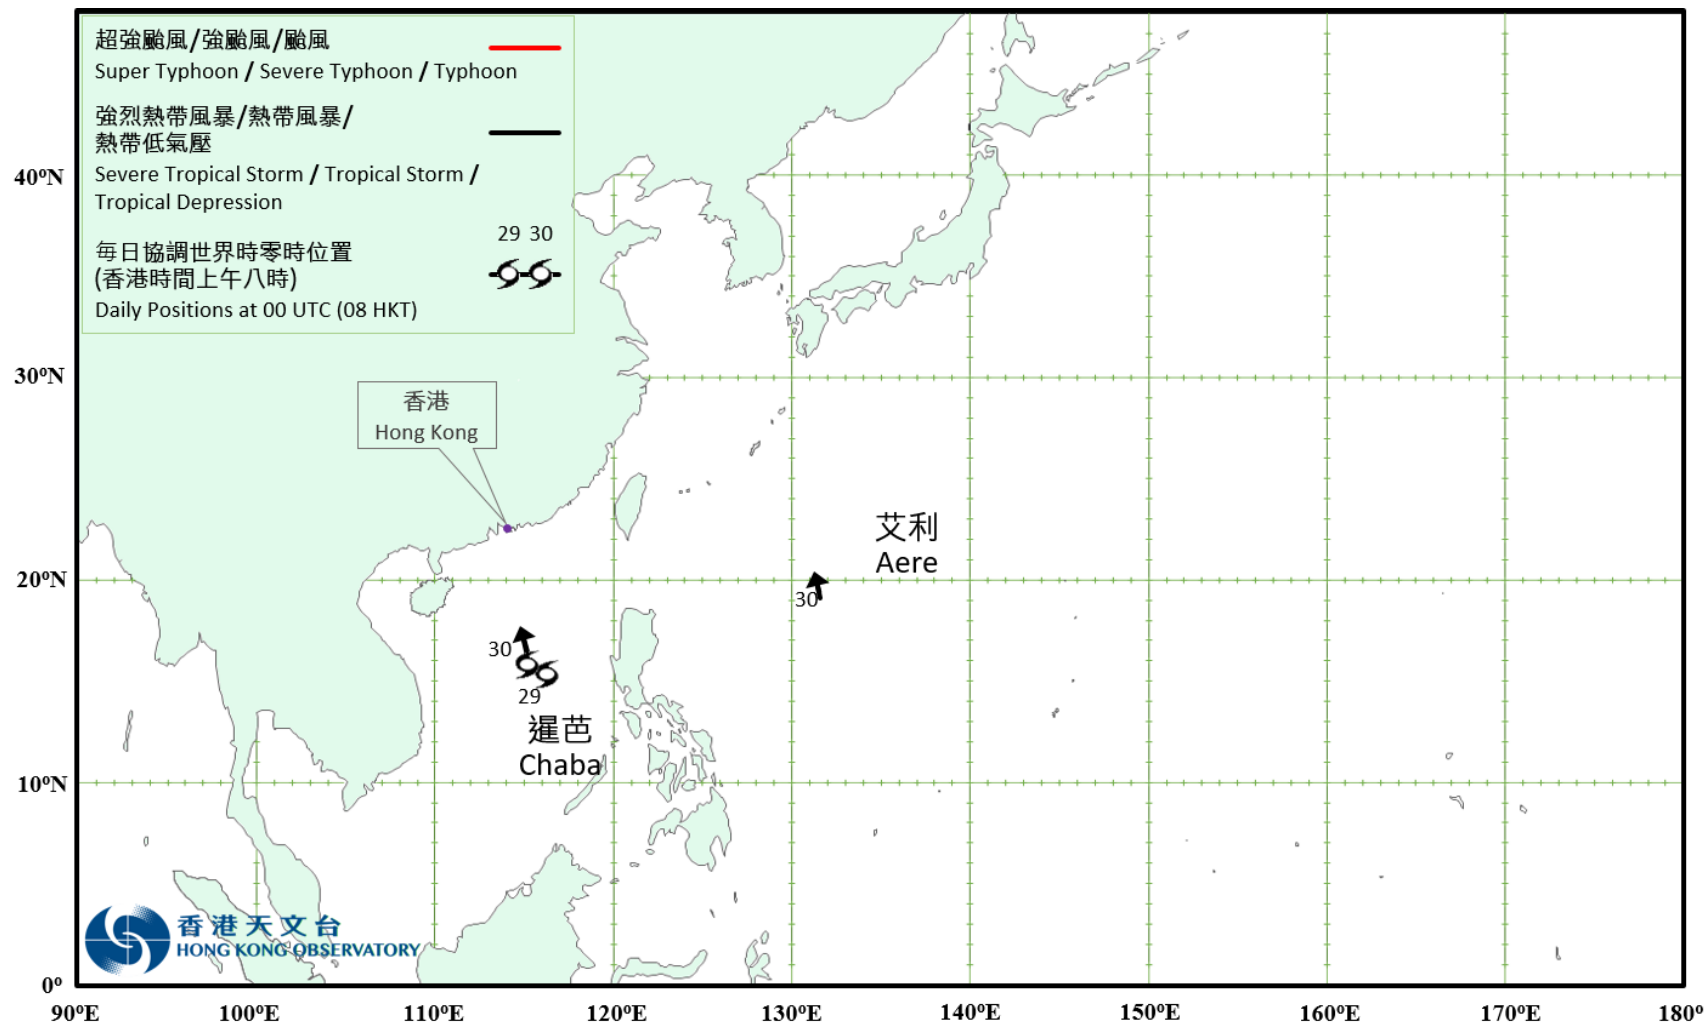 超強颱風/強颱風/颱風
Super Typhoon / Severe Typhoon / Typhoon
強烈熱帶風暴/熱帶風暴/
熱帶低氣壓
Severe Tropical Storm / Tropical Storm /
Tropical Depression
29 30
每日協調世界時零時位置
(香港時間上午八時)
Daily Positions at 00 UTC (08 HKT)
40ºN
30ºN
香港
Hong Kong
艾利
Aere
20ºN
30
30
29
暹芭
Chaba
10ºN
香港天文台
HONG KONG OBSERVATORY
0º
90ºE 100ºE 110ºE 120ºE 130ºE 140ºE 150ºE 160ºE 170ºE 180º